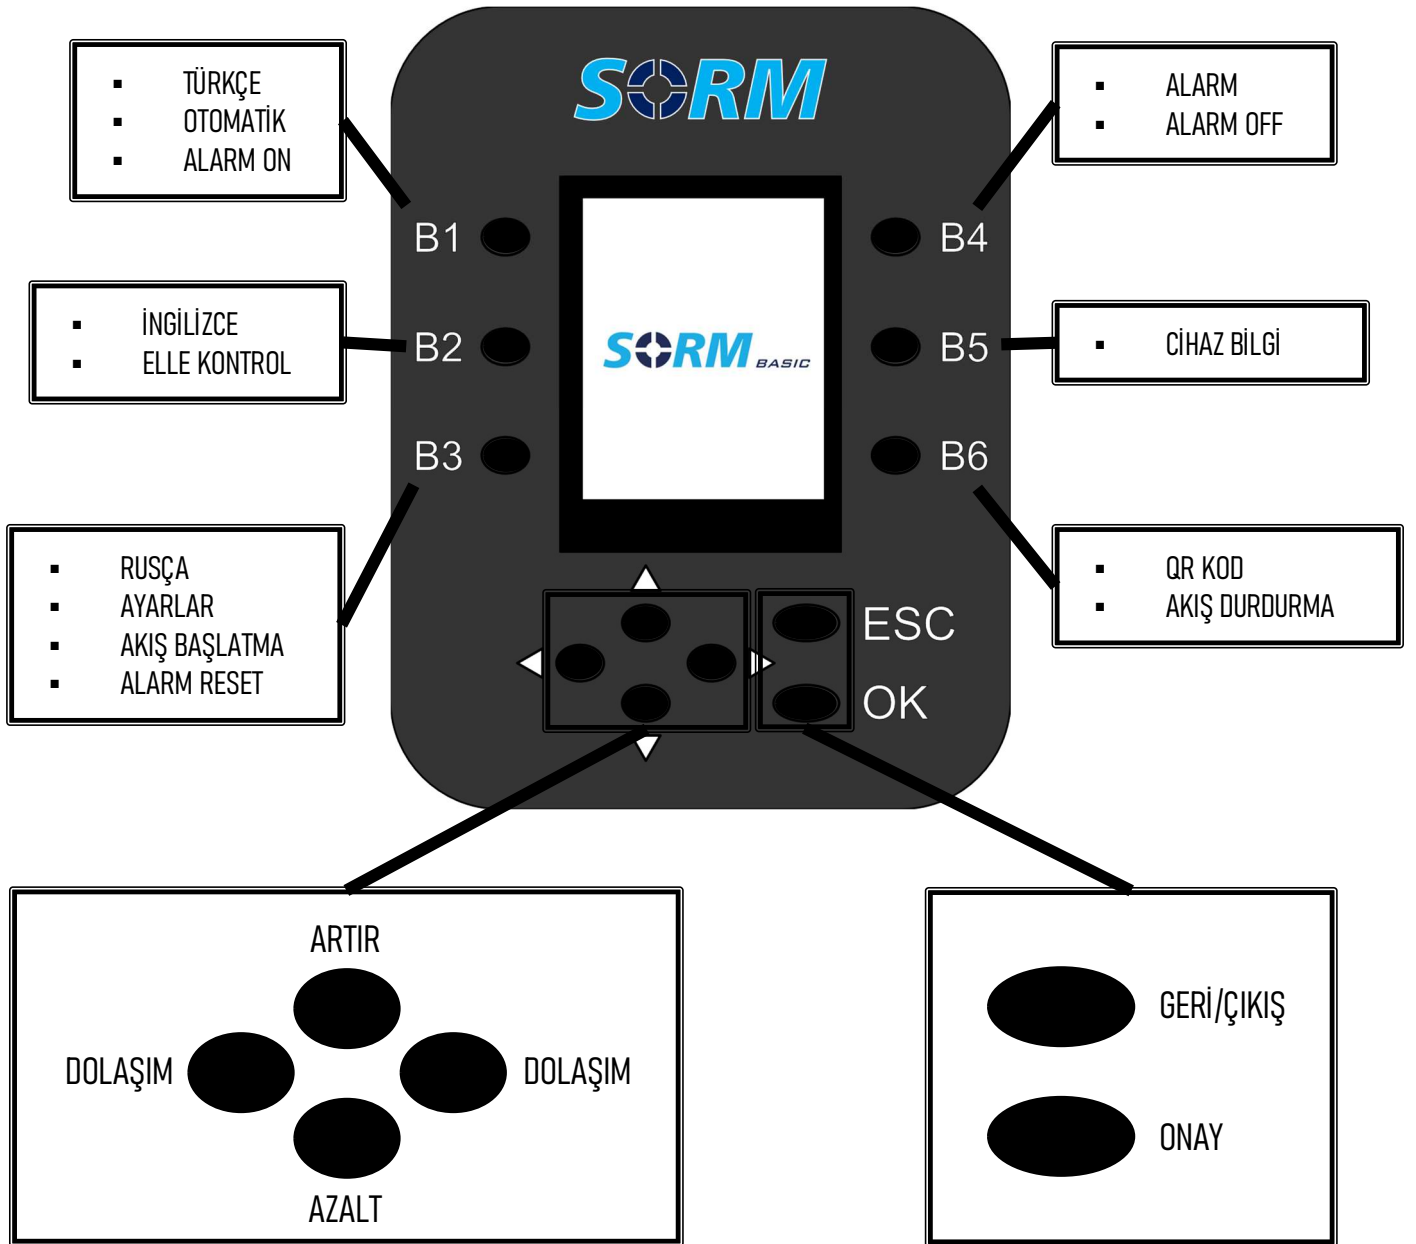 SORM
TÜRKÇE
OTOMATİK
ALARM ON
ALARM
ALARM OFF
B1
B4
İNGİLİZCE
ELLE KONTROL
B2
SORM BASIC
B5
CİHAZ BİLGİ
B3
B6
RUSÇA
AYARLAR
AKIŞ BAŞLATMA
ALARM RESET
QR KOD
AKIŞ DURDURMA
ESC
OK
ARTIR
DOLAŞIM
DOLAŞIM
AZALT
GERİ/ÇIKIŞ
ONAY